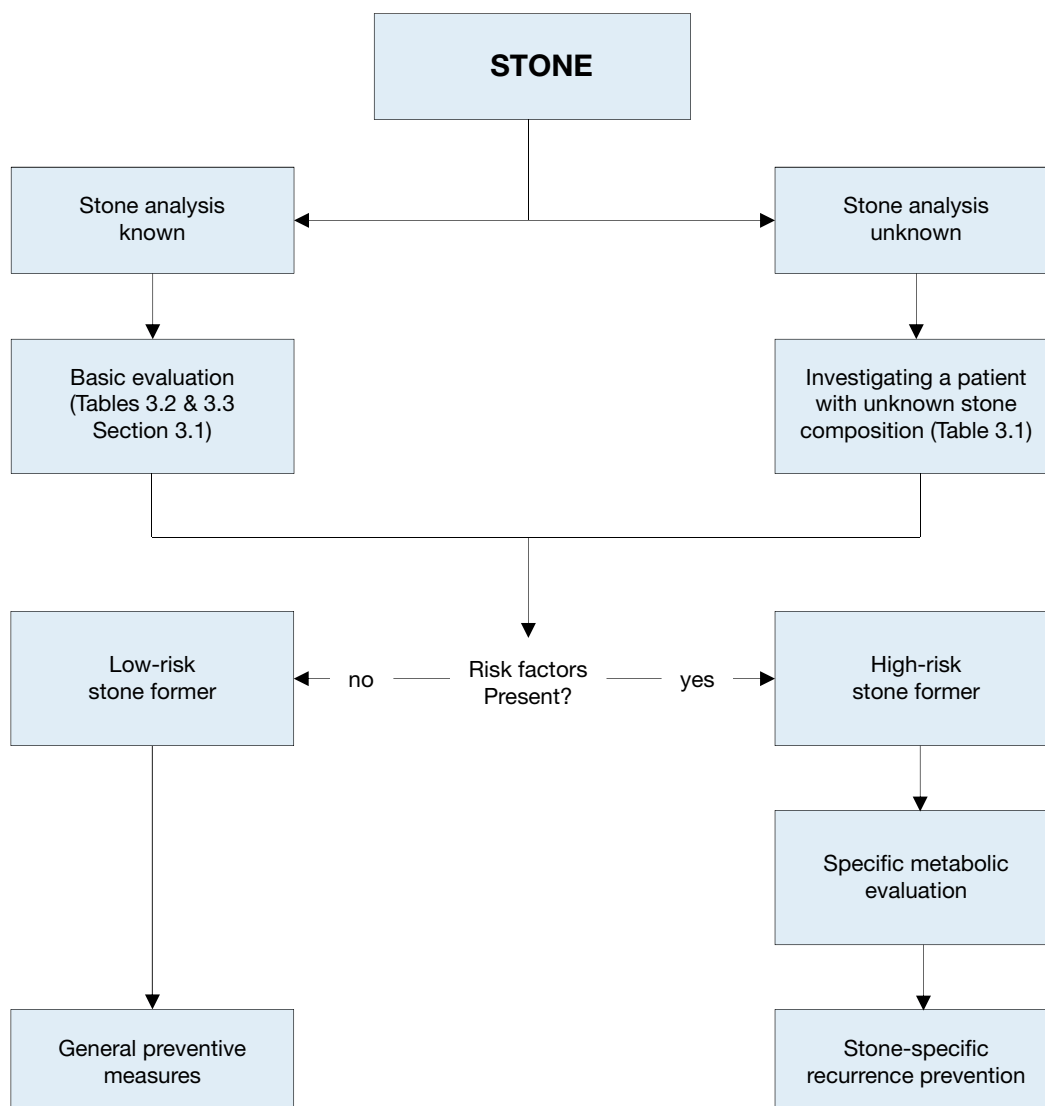 STONE
Stone analysis
known
Stone analysis
unknown
Basic evaluation
(Tables 3.2 & 3.3
Section 3.1)
Investigating a patient
with unknown stone
composition (Table 3.1)
Low-risk
stone former
no
Risk factors
Present?
yes
High-risk
stone former
Specific metabolic
evaluation
General preventive
measures
Stone-specific
recurrence prevention